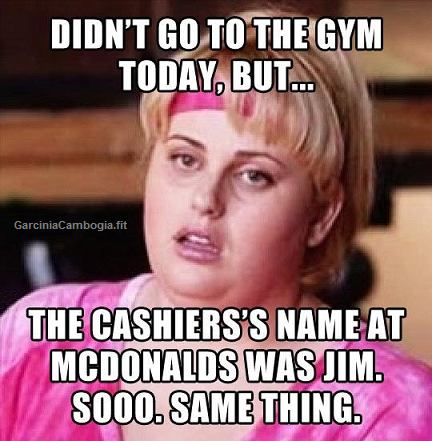 DIDN'T GO TO THE GYM
TODAY, BUT...
GarciniaCambogia.fit
THE CASHIERS'S NAME AT
MCDONALDS WAS JIM.
SOOO. SAME THING.